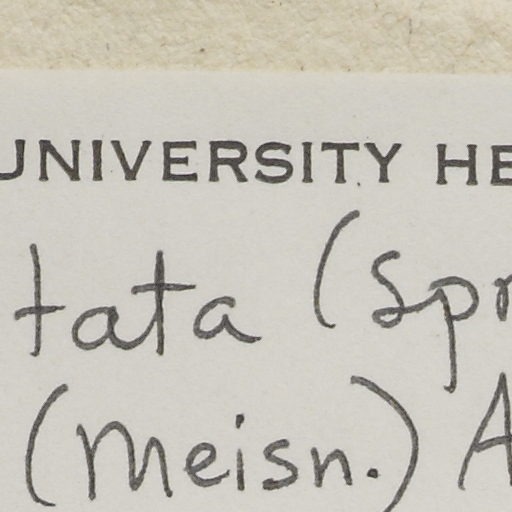 UNIVERSITY HE
tata (Spr
(Meisn.) A